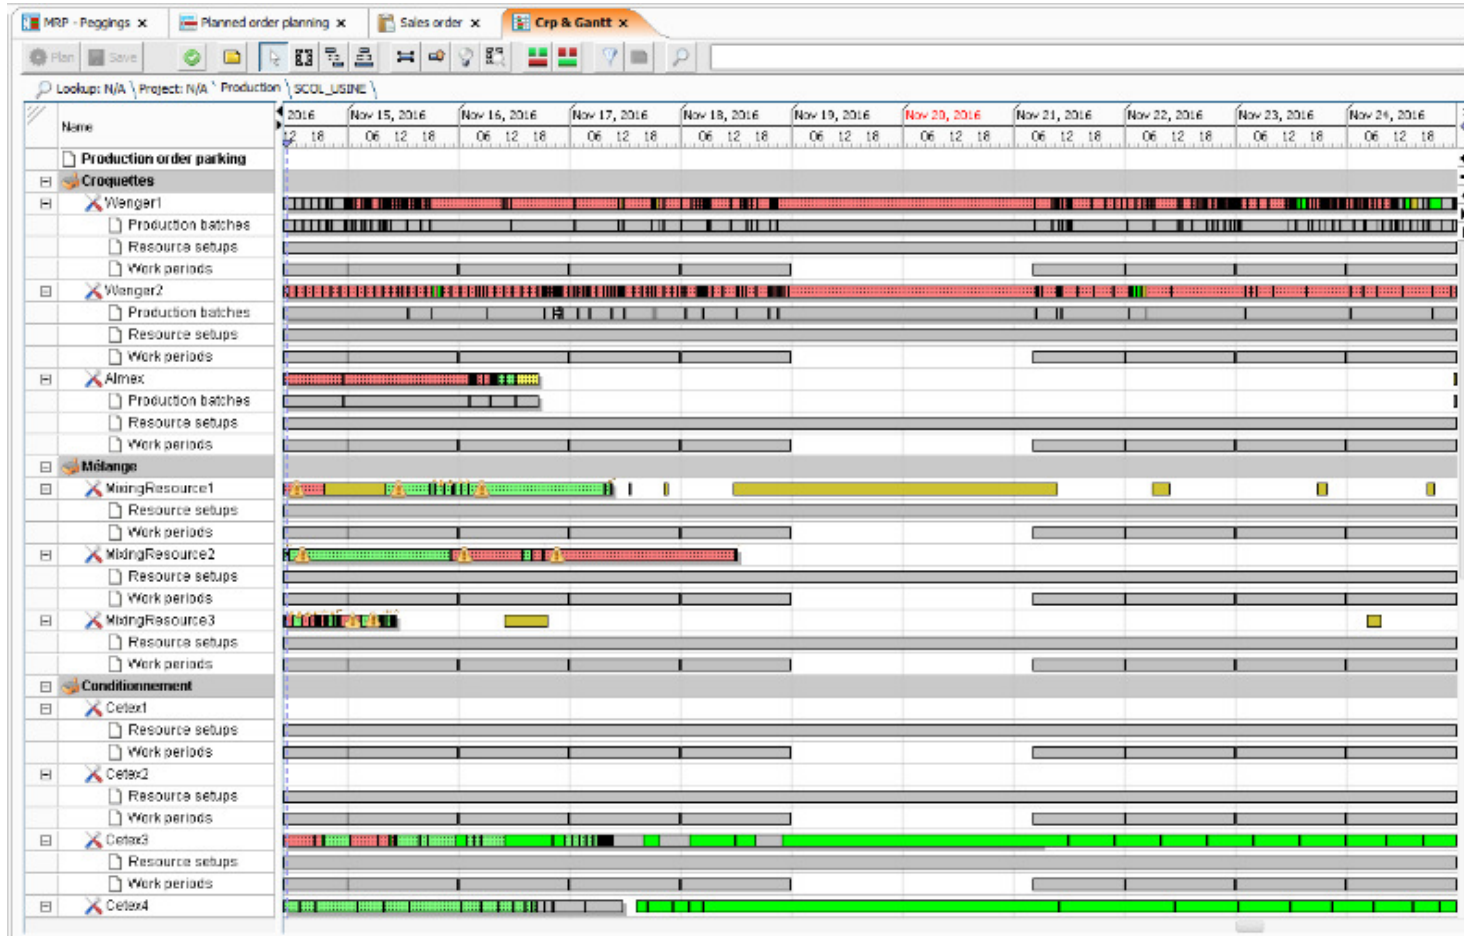 MRP - Peggings x Planned order planning x Sales order x Crp & Gantt x
Plan Save
Lookup: N/A \ Project: N/A \ Production \ SCOL_USINE \
Name
2016 Nov 15, 2016 Nov 16, 2016 Nov 17, 2016 Nov 18, 2016 Nov 19, 2016 Nov 20, 2016 Nov 21, 2016 Nov 22, 2016 Nov 23, 2016 Nov 24, 2016
12 18 06 12 18 06 12 18 06 12 18 06 12 18 06 12 18 06 12 18 06 12 18 06 12 18 06 12 18 06 12 18
Production order parking
Croquettes
Wenger1
Production batches
Resource setups
Work periods
Wenger2
Production batches
Resource setups
Work periods
Almex
Production batches
Resource setups
Work periods
Mélange
MixingResource1
Resource setups
Work periods
MixingResource2
Resource setups
Work periods
MixingResource3
Resource setups
Work periods
Conditionnement
Cetex1
Resource setups
Work periods
Cetex2
Resource setups
Work periods
Cetex3
Resource setups
Work periods
Cetex4